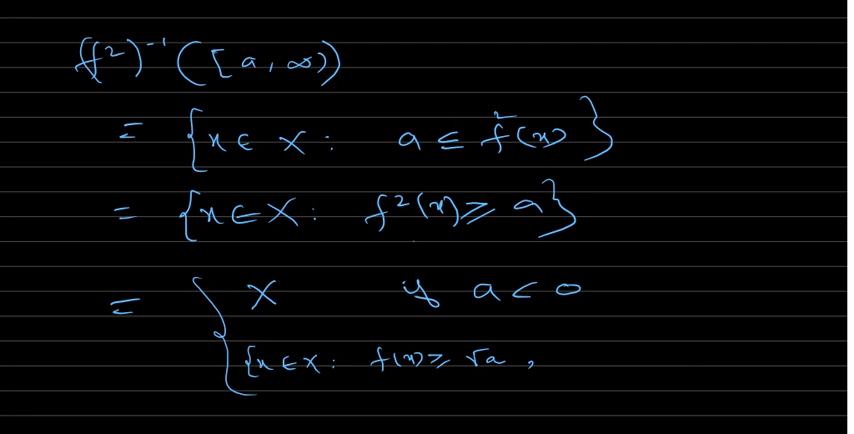 (f²)⁻¹([a, ∞))
= {x ∈ X : a ≤ f²(x)}
= {x ∈ X : f²(x) ≥ a}
= { X if a < 0
{x ∈ X : f(x) ≥ √a ,